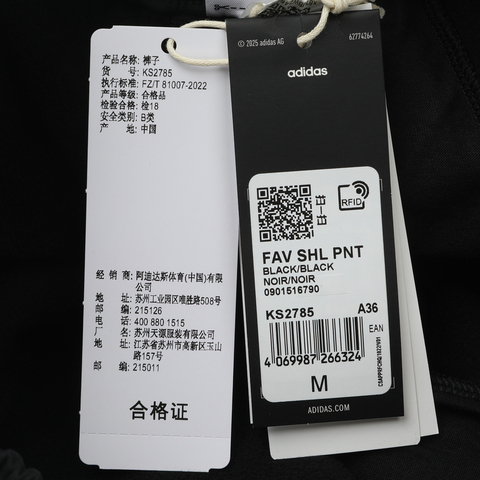 产品名称: 裤子
货 号: KS2785
执行标准: FZ/T 81007-2022
产品等级: 合格品
检验合格: 检18
安全类别: B类
产 地: 中国
经 销 商: 阿迪达斯体育(中国)有限
公司
地 址: 苏州工业园区唯胜路508号
邮 编: 215126
电 话: 400 880 1515
厂 名: 苏州天源服装有限公司
地 址: 江苏省苏州市高新区玉山
路157号
邮 编: 215011
合格证
© 2025 adidas AG
62774264
adidas
RFID
FAV SHL PNT
BLACK/BLACK
NOIR/NOIR
0901516790
KS2785 A36
EAN
4 069987 266324
M
ADIDAS.COM